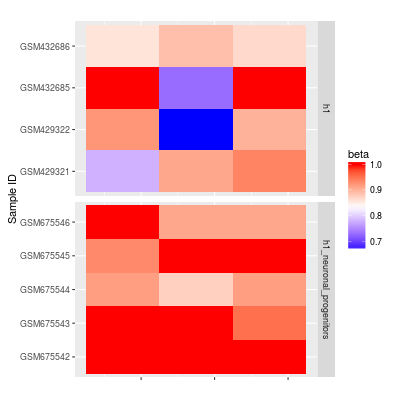 GSM432686
GSM432685
GSM429322
GSM429321
h1
GSM675546
GSM675545
GSM675544
GSM675543
GSM675542
h1_neuronal_progenitors
Sample ID
beta
1.0
0.9
0.8
0.7